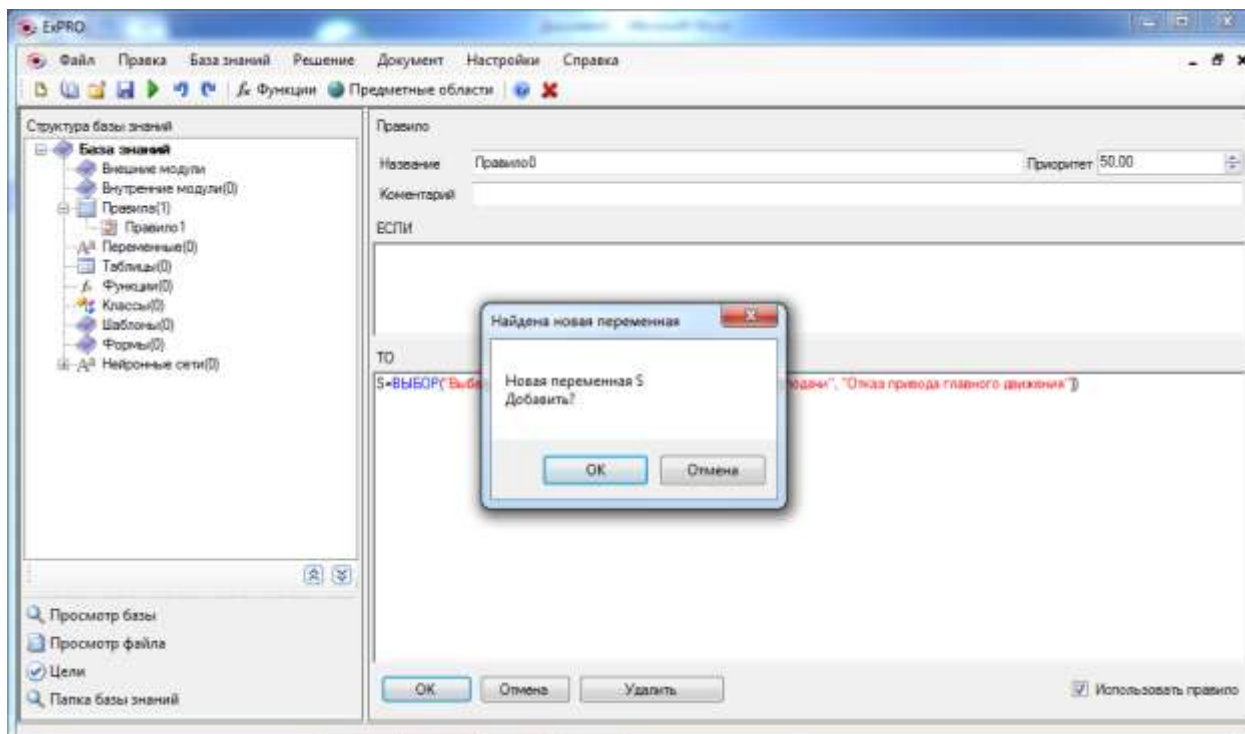 ExPRO
Файл Правка База знаний Решение Документ Настройки Справка
fx Функции Предметные области
Структура базы знаний
База знаний
Внешние модули
Внутренние модули(0)
Правила(1)
Правило1
Переменные(0)
Таблицы(0)
Функции(0)
Классы(0)
Шаблоны(0)
Формы(0)
Нейронные сети(0)
Просмотр базы
Просмотр файла
Цели
Папка базы знаний
Правило
Название Правило0 Приоритет 50.00
Коментарий
ЕСЛИ
ТО
S=ВЫБОР("Выбе "Отказ привода главного движения"])
Найдена новая переменная
Новая переменная S
Добавить?
OK Отмена
OK Отмена Удалить Использовать правило